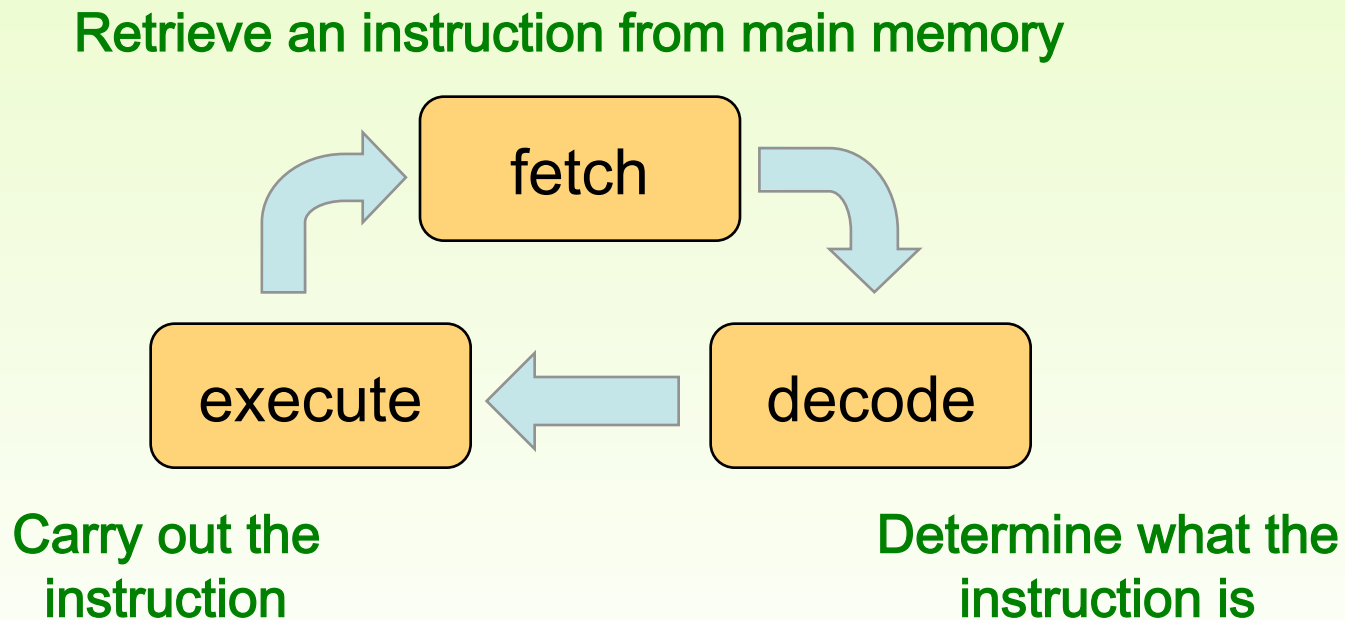 Retrieve an instruction from main memory
fetch
execute
decode
Carry out the
instruction
Determine what the
instruction is